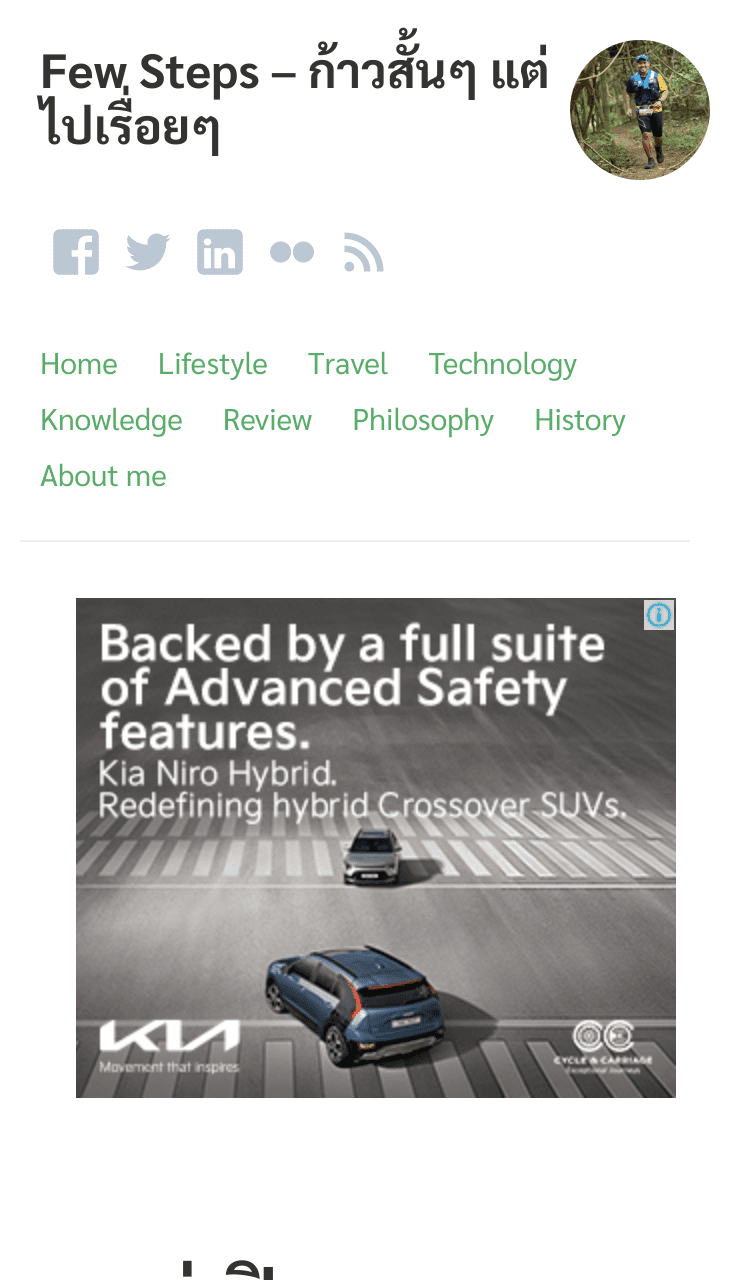 Few Steps – ก้าวสั้นๆ แต่
ไปเรื่อยๆ
Home Lifestyle Travel Technology
Knowledge Review Philosophy History
About me
Backed by a full suite
of Advanced Safety
features.
Kia Niro Hybrid.
Redefining hybrid Crossover SUVs.
KIA
Movement that inspires
CYCLE & CARRIAGE
Exceptional Journeys